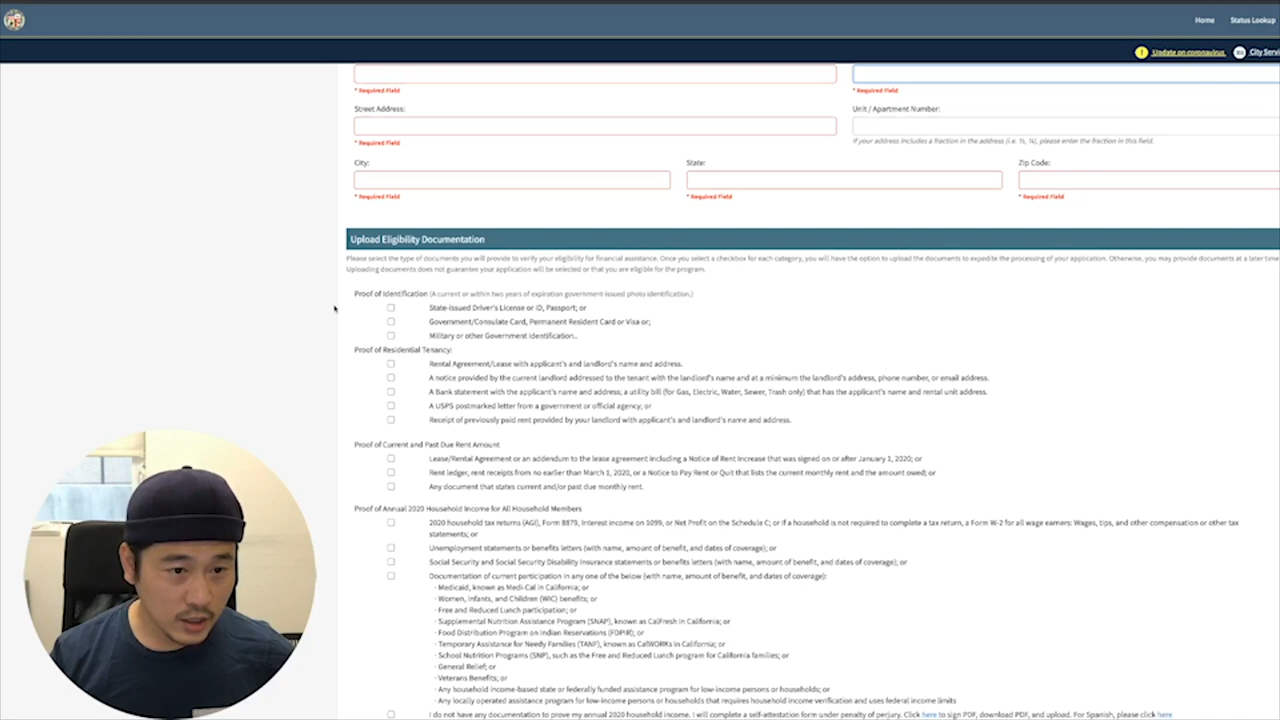 Home Status Lookup
Update on coronavirus City Servi
* Required Field * Required Field
Street Address: Unit / Apartment Number:
* Required Field If your address includes a fraction in the address (i.e. ½, ¼), please enter the fraction in this field.
City: State: Zip Code:
* Required Field * Required Field * Required Field
Upload Eligibility Documentation
Please select the type of documents you will provide to verify your eligibility for financial assistance. Once you select a checkbox for each category, you will have the option to upload the documents to expedite the processing of your application. Otherwise, you may provide documents at a later time
Uploading documents does not guarantee your application will be selected or that you are eligible for the program.
Proof of Identification (A current or within two years of expiration government issued photo identification.)
State-Issued Driver's License or ID, Passport; or
Government/Consulate Card, Permanent Resident Card or Visa or;
Military or other Government Identification..
Proof of Residential Tenancy:
Rental Agreement/Lease with applicant's and landlord's name and address.
A notice provided by the current landlord addressed to the tenant with the landlord's name and at a minimum the landlord's address, phone number, or email address.
A Bank statement with the applicant's name and address; a utility bill (for Gas, Electric, Water, Sewer, Trash only) that has the applicant's name and rental unit address.
A USPS postmarked letter from a government or official agency; or
Receipt of previously paid rent provided by your landlord with applicant's and landlord's name and address.
Proof of Current and Past Due Rent Amount
Lease/Rental Agreement or an addendum to the lease agreement including a Notice of Rent Increase that was signed on or after January 1, 2020; or
Rent ledger, rent receipts from no earlier than March 1, 2020, or a Notice to Pay Rent or Quit that lists the current monthly rent and the amount owed; or
Any document that states current and/or past due monthly rent.
Proof of Annual 2020 Household Income for All Household Members
2020 household tax returns (AGI), Form 8879, Interest income on 1099, or Net Profit on the Schedule C; or if a household is not required to complete a tax return, a Form W-2 for all wage earners: Wages, tips, and other compensation or other tax
statements; or
Unemployment statements or benefits letters (with name, amount of benefit, and dates of coverage); or
Social Security and Social Security Disability Insurance statements or benefits letters (with name, amount of benefit, and dates of coverage); or
Documentation of current participation in any one of the below (with name, amount of benefit, and dates of coverage):
· Medicaid, known as Medi-Cal in California; or
· Women, Infants, and Children (WIC) benefits; or
· Free and Reduced Lunch participation; or
· Supplemental Nutrition Assistance Program (SNAP), known as CalFresh in California; or
· Food Distribution Program on Indian Reservations (FDPIR); or
· Temporary Assistance for Needy Families (TANF), known as CalWORKs in California; or
· School Nutrition Programs (SNP), such as the Free and Reduced Lunch program for California families; or
· General Relief; or
· Veterans Benefits; or
· Any household income-based state or federally funded assistance program for low-income persons or households; or
· Any locally operated assistance program for low-income persons or households that requires household income verification and uses federal income limits
I do not have any documentation to prove my annual 2020 household income. I will complete a self-attestation form under penalty of perjury: Click here to sign PDF, download PDF, and upload. For Spanish, please click here